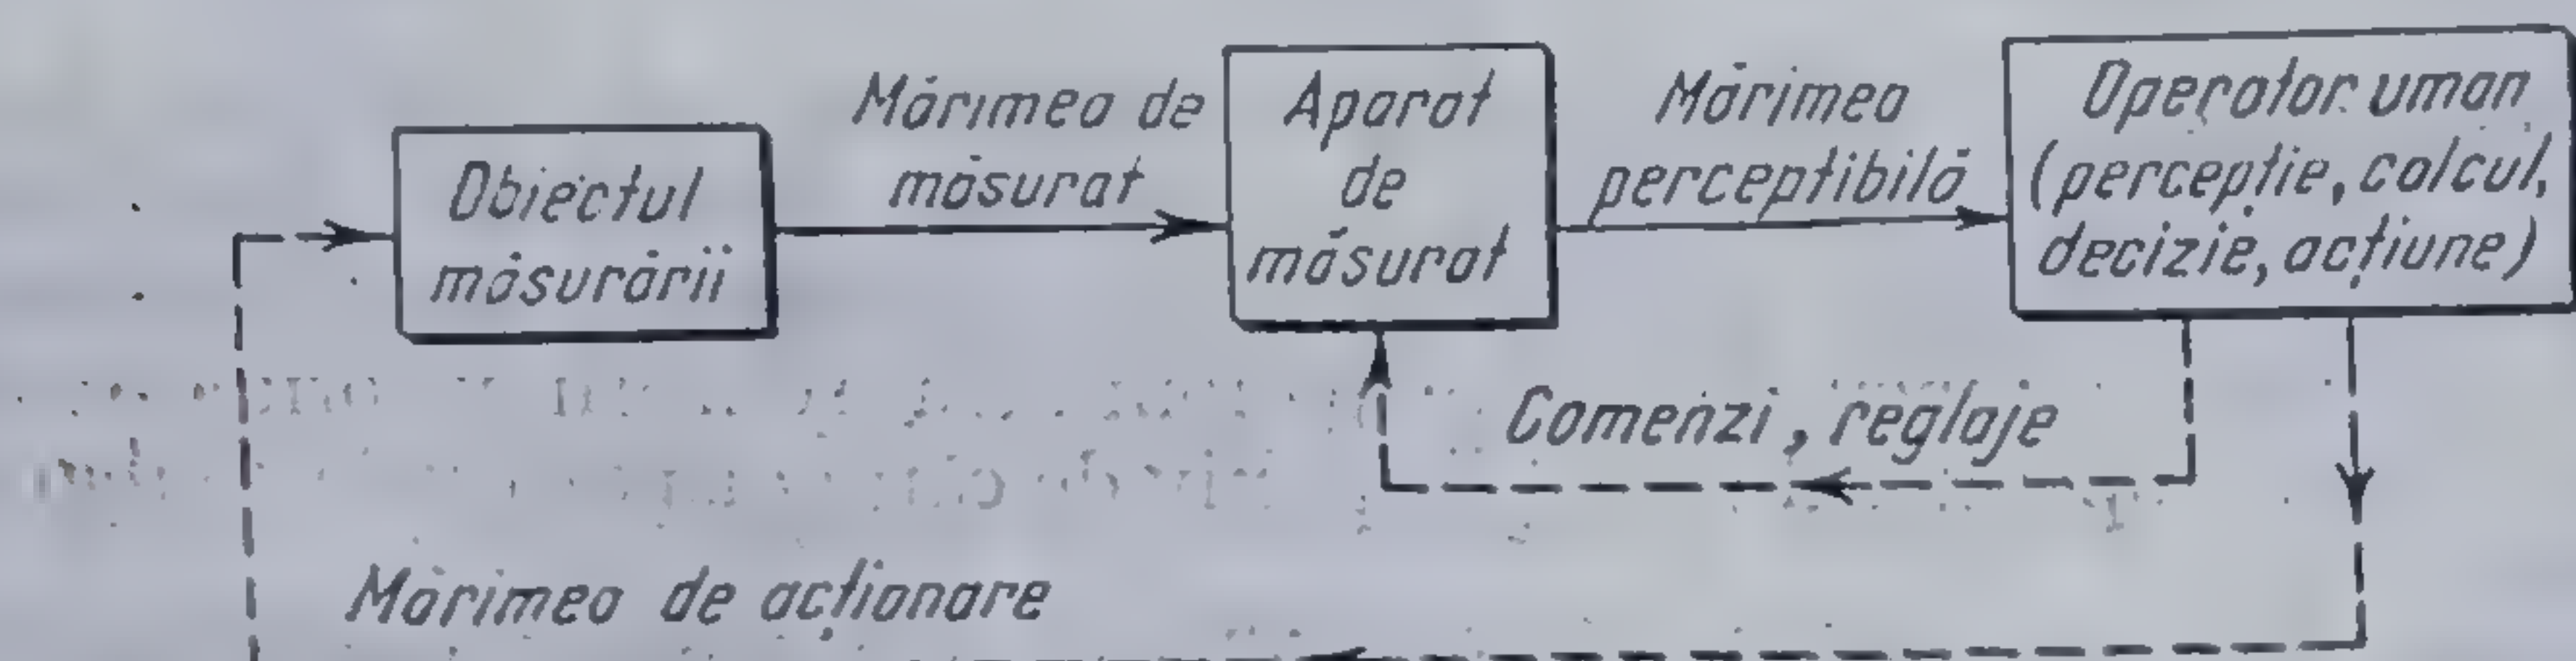 Obiectul
măsurării
Mărimea de
măsurat
Aparat
de
măsurat
Mărimea
perceptibilă
Operator uman
(percepție, calcul,
decizie, acțiune)
Comenzi, reglaje
Mărimea de acționare